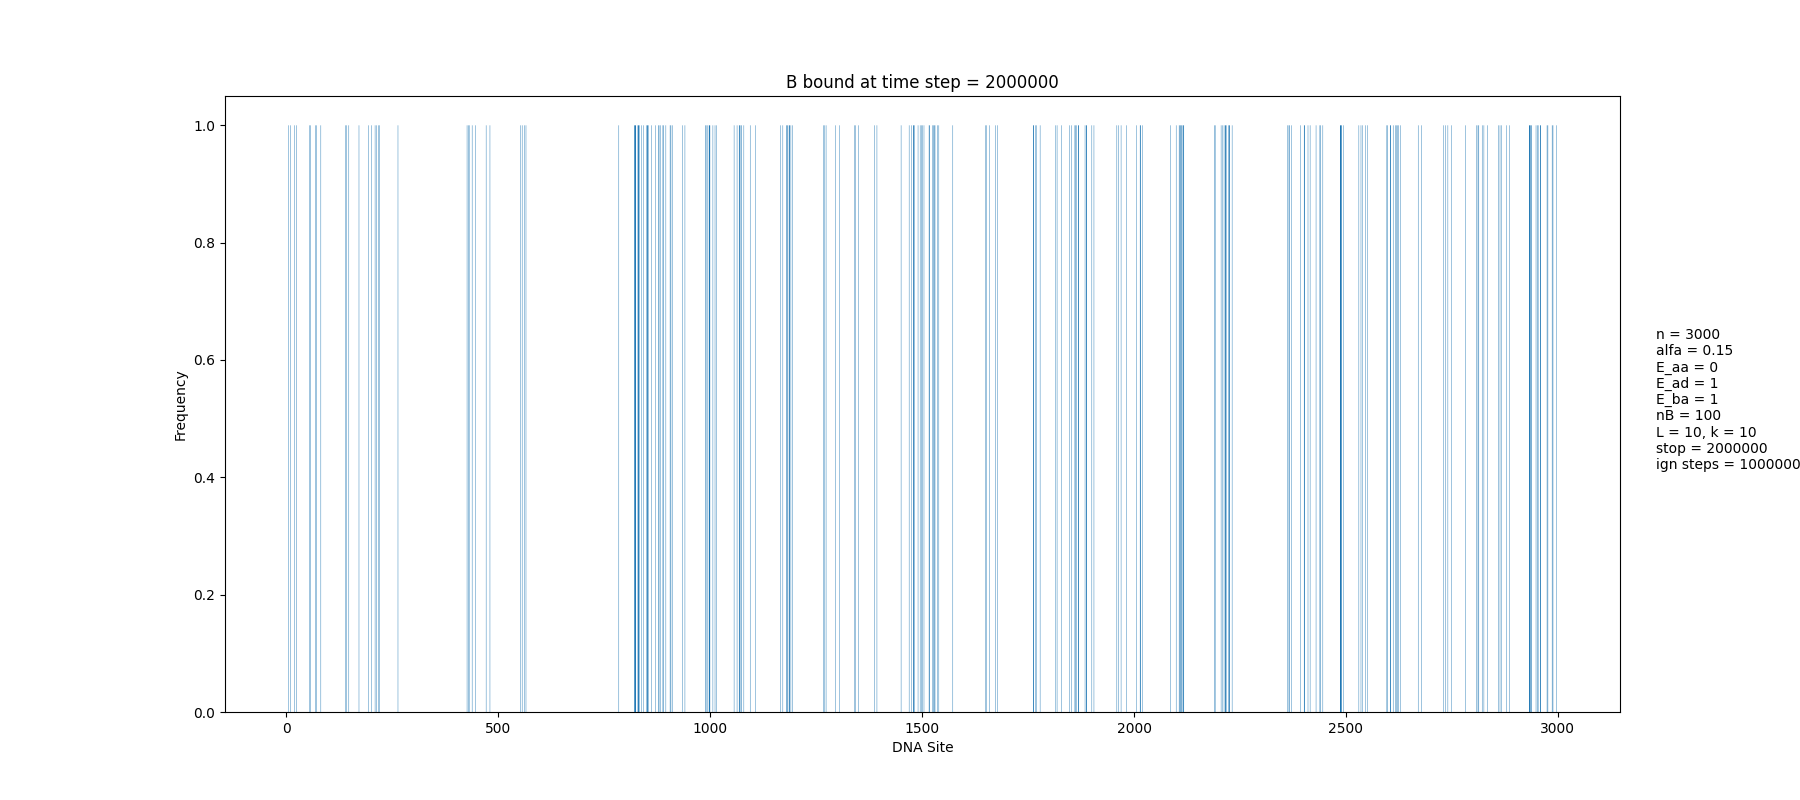 B bound at time step = 2000000
1.0
0.8
0.6
0.4
0.2
0.0
Frequency
0 500 1000 1500 2000 2500 3000
DNA Site
n = 3000
alfa = 0.15
E_aa = 0
E_ad = 1
E_ba = 1
nB = 100
L = 10, k = 10
stop = 2000000
ign steps = 1000000